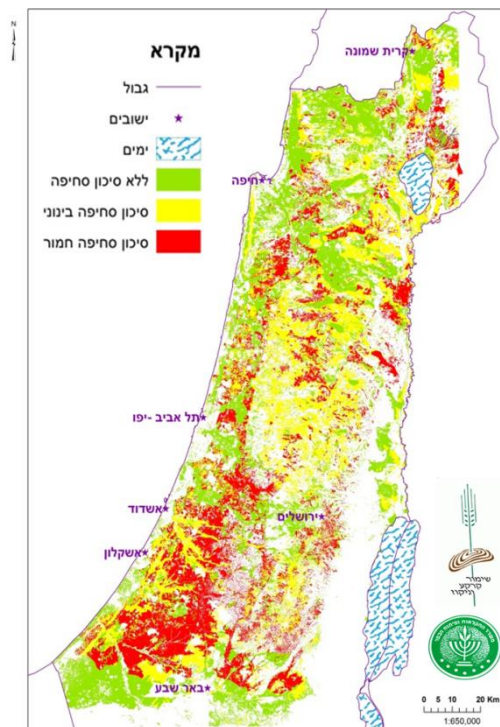 N
מקרא
גבול
ישובים
ימים
ללא סיכון סחיפה
סיכון סחיפה בינוני
סיכון סחיפה חמור
קרית שמונה
חיפה
תל אביב -יפו
אשדוד
ירושלים
אשקלון
באר שבע
שימור
קרקע
ניקוז
0 5 10 20 Km
1:650,000